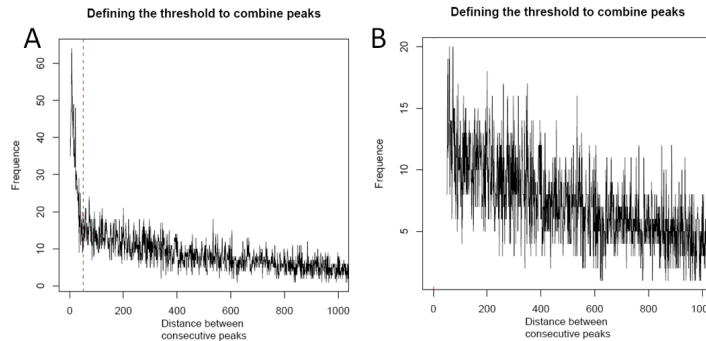 Defining the threshold to combine peaks
A
Frequence
60
50
40
30
20
10
0
0 200 400 600 800 1000
Distance between
consecutive peaks
Defining the threshold to combine peaks
B
Frequence
20
15
10
5
0 200 400 600 800 1000
Distance between
consecutive peaks